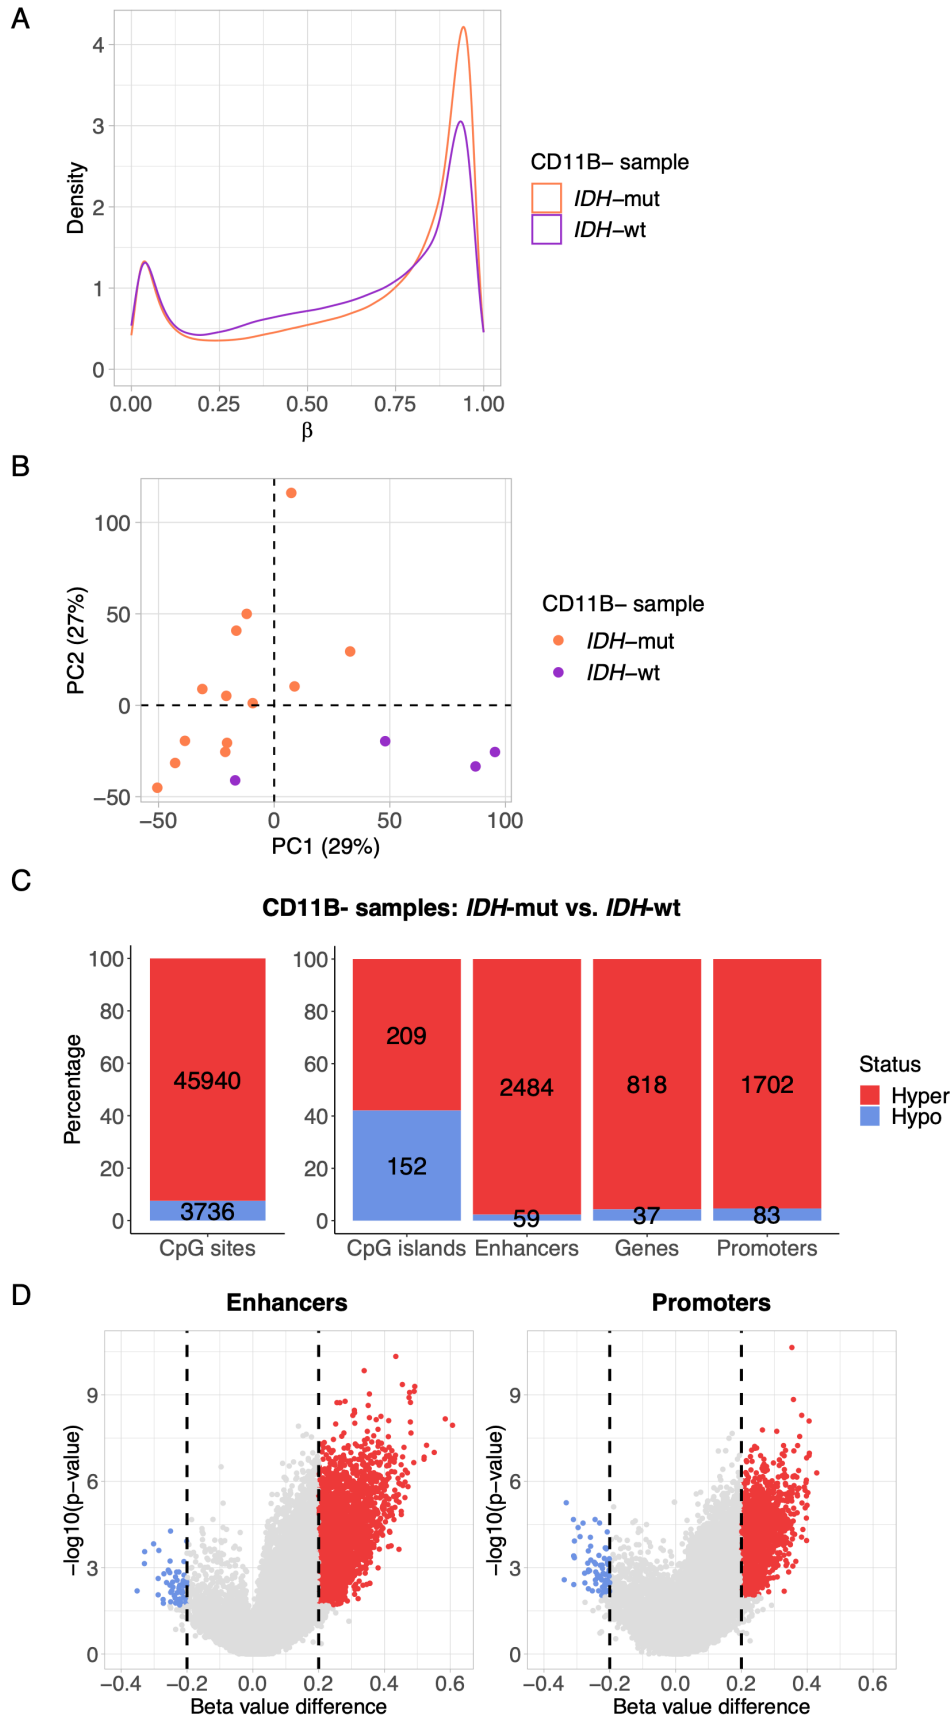 A
4
3
2
1
0
Density
0.00 0.25 0.50 0.75 1.00
β
CD11B− sample
IDH−mut
IDH−wt
B
100
50
0
−50
PC2 (27%)
−50 0 50 100
PC1 (29%)
CD11B− sample
IDH−mut
IDH−wt
C
CD11B- samples: IDH-mut vs. IDH-wt
Percentage
100
80
60
40
20
0
45940
3736
CpG sites
100
80
60
40
20
0
209
152
2484
59
818
37
1702
83
CpG islands Enhancers Genes Promoters
Status
Hyper
Hypo
D
Enhancers
−log10(p−value)
9
6
3
0
−0.4 −0.2 0.0 0.2 0.4 0.6
Beta value difference
Promoters
−log10(p−value)
9
6
3
0
−0.4 −0.2 0.0 0.2 0.4 0.6
Beta value difference